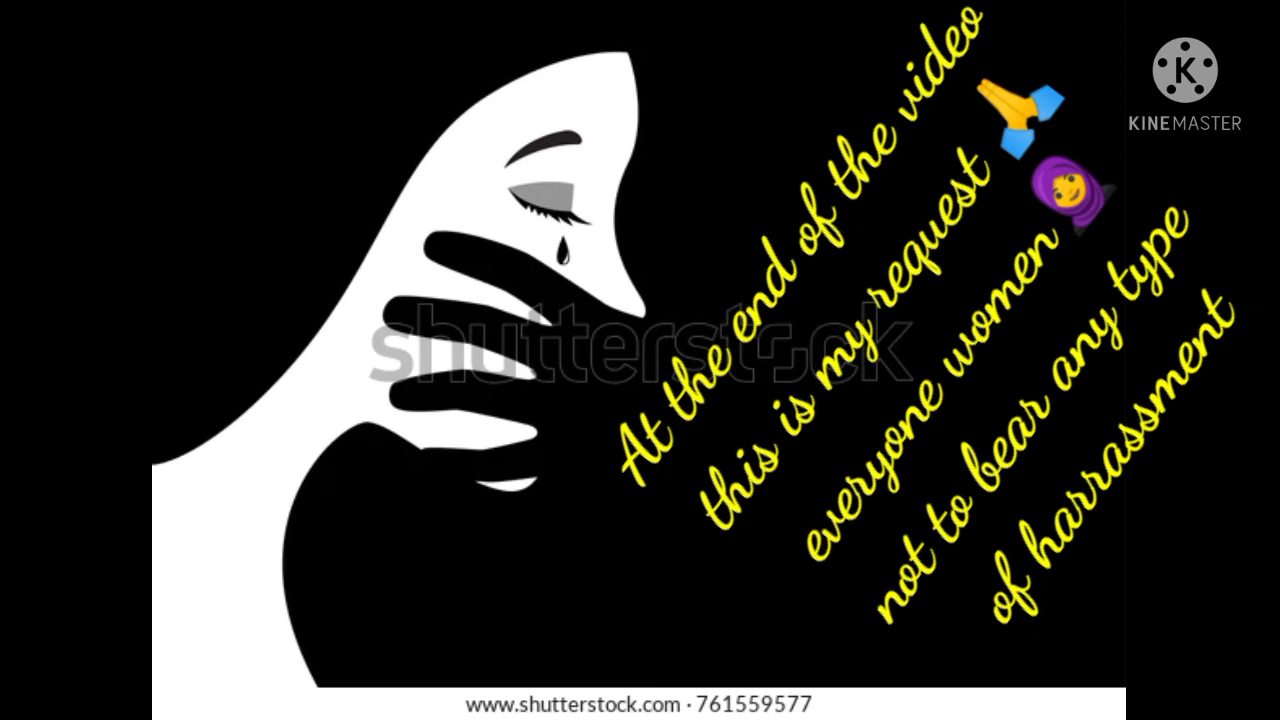 At the end of the video
this is my request
everyone women
not to bear any type
of harrassment
K
KINEMASTER
shutterstock
www.shutterstock.com · 761559577